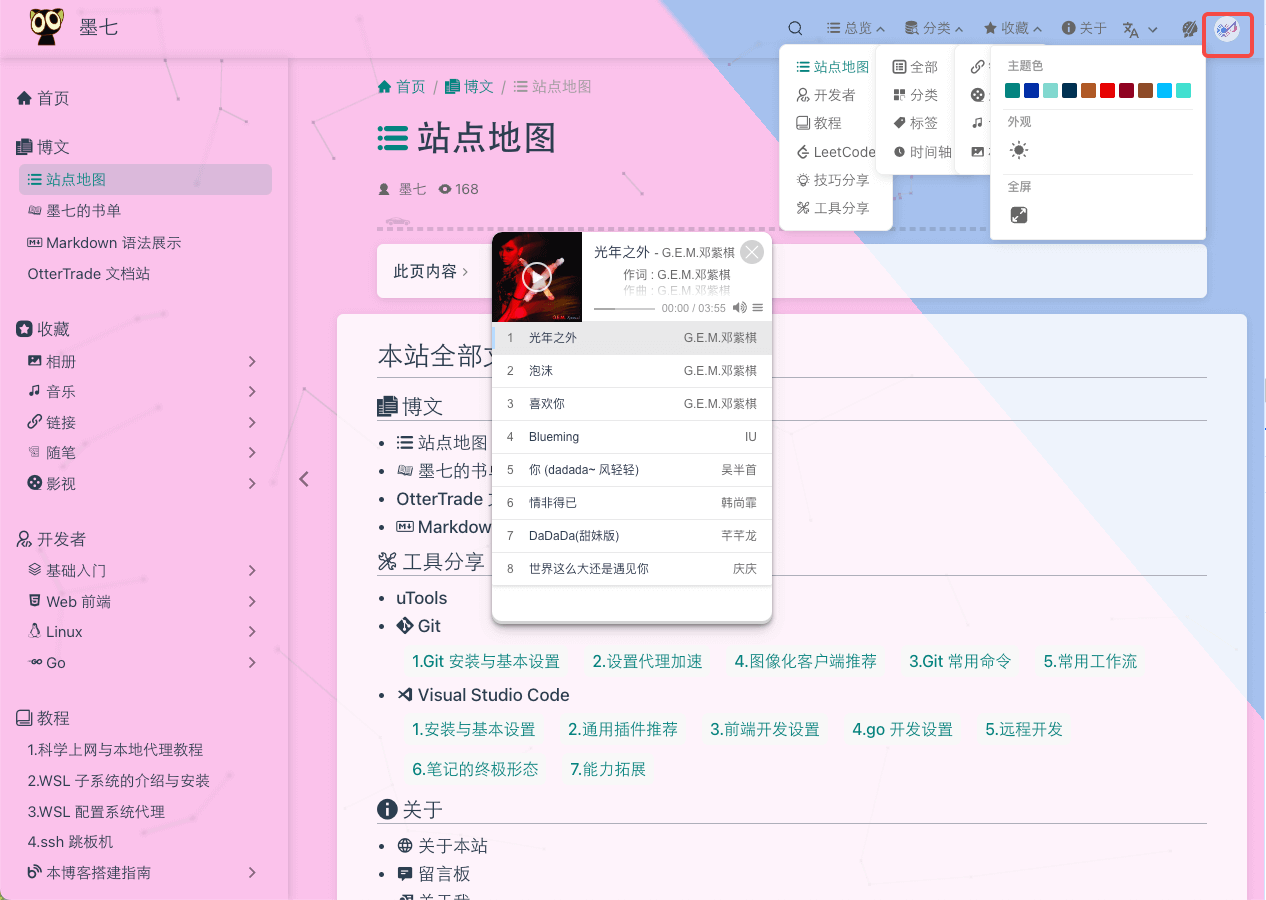 墨七
总览
分类
收藏
关于
首页
博文
站点地图
墨七的书单
Markdown 语法展示
OtterTrade 文档站
收藏
相册
音乐
链接
随笔
影视
开发者
基础入门
Web 前端
Linux
Go
教程
1.科学上网与本地代理教程
2.WSL 子系统的介绍与安装
3.WSL 配置系统代理
4.ssh 跳板机
本博客搭建指南
首页 / 博文 / 站点地图
站点地图
墨七 168
此页内容
站点地图
开发者
教程
LeetCode
技巧分享
工具分享
全部
分类
标签
时间轴
主题色
外观
全屏
光年之外 - G.E.M.邓紫棋
作词 : G.E.M.邓紫棋
作曲 : G.E.M.邓紫棋
00:00 / 03:55
1 光年之外 G.E.M.邓紫棋
2 泡沫 G.E.M.邓紫棋
3 喜欢你 G.E.M.邓紫棋
4 Blueming IU
5 你 (dadada~ 风轻轻) 吴半首
6 情非得已 韩尚霏
7 DaDaDa(甜妹版) 芊芊龙
8 世界这么大还是遇见你 庆庆
本站全部
博文
站点地图
墨七的书
OtterTrade
Markdow
工具分享
uTools
Git
1.Git 安装与基本设置 2.设置代理加速 4.图像化客户端推荐 3.Git 常用命令 5.常用工作流
Visual Studio Code
1.安装与基本设置 2.通用插件推荐 3.前端开发设置 4.go 开发设置 5.远程开发
6.笔记的终极形态 7.能力拓展
关于
关于本站
留言板